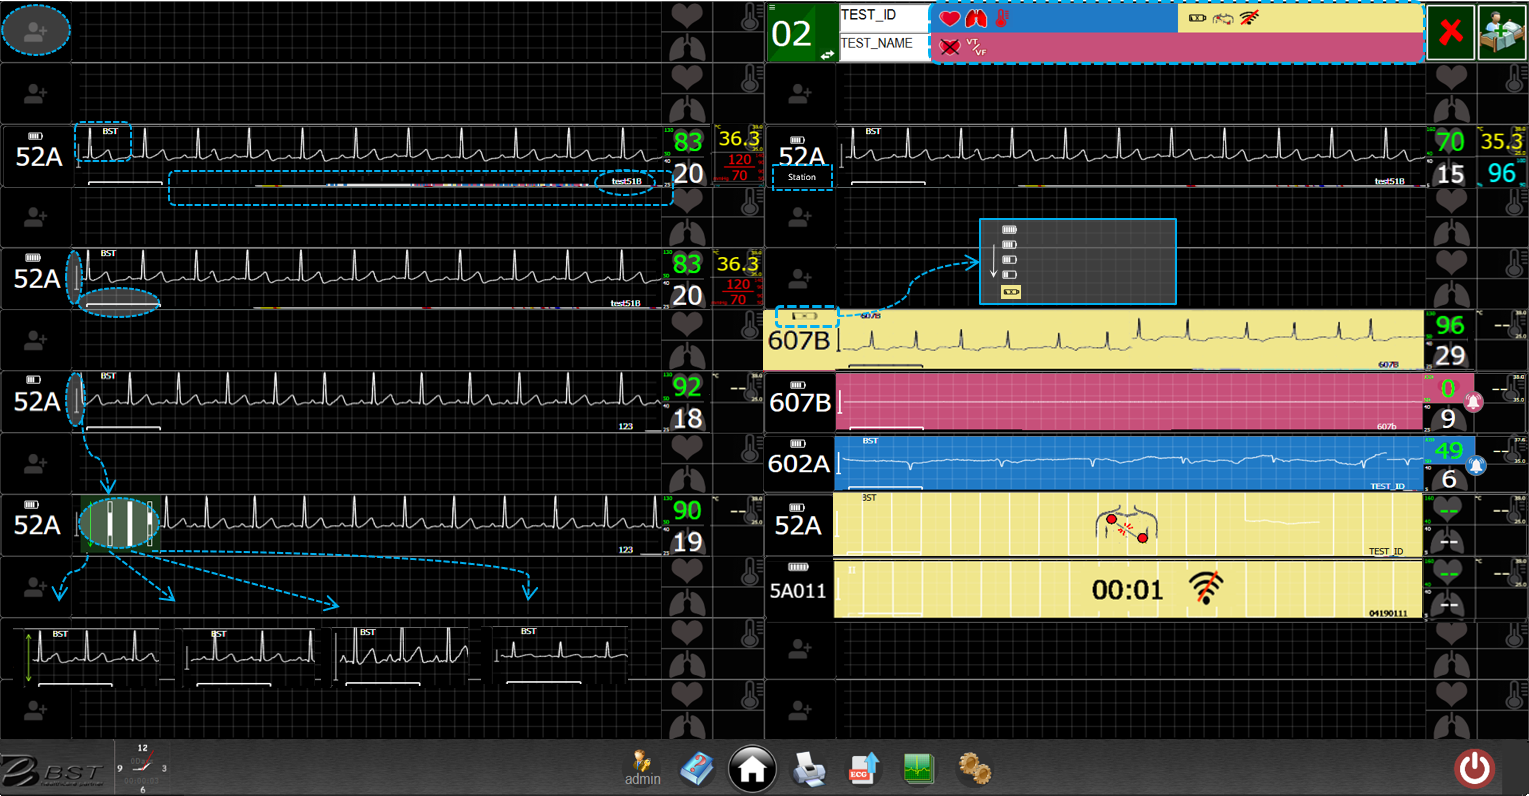 02
TEST_ID
TEST_NAME
VT/VF
52A
BST
83
20
36.3
120
70
test51B
52A
Station
BST
70
15
35.3
96
test51B
52A
BST
83
20
36.3
120
70
test51B
607B
607B
607B
96
29
--
52A
BST
92
18
--
123
607B
0
9
--
607b
602A
BST
49
6
--
TEST_ID
52A
90
19
--
123
52A
BST
TEST_ID
--
--
--
5A011
II
00:01
04190111
--
--
--
BST
BST
BST
BST
BST
12
9
3
6
admin
?
ECG